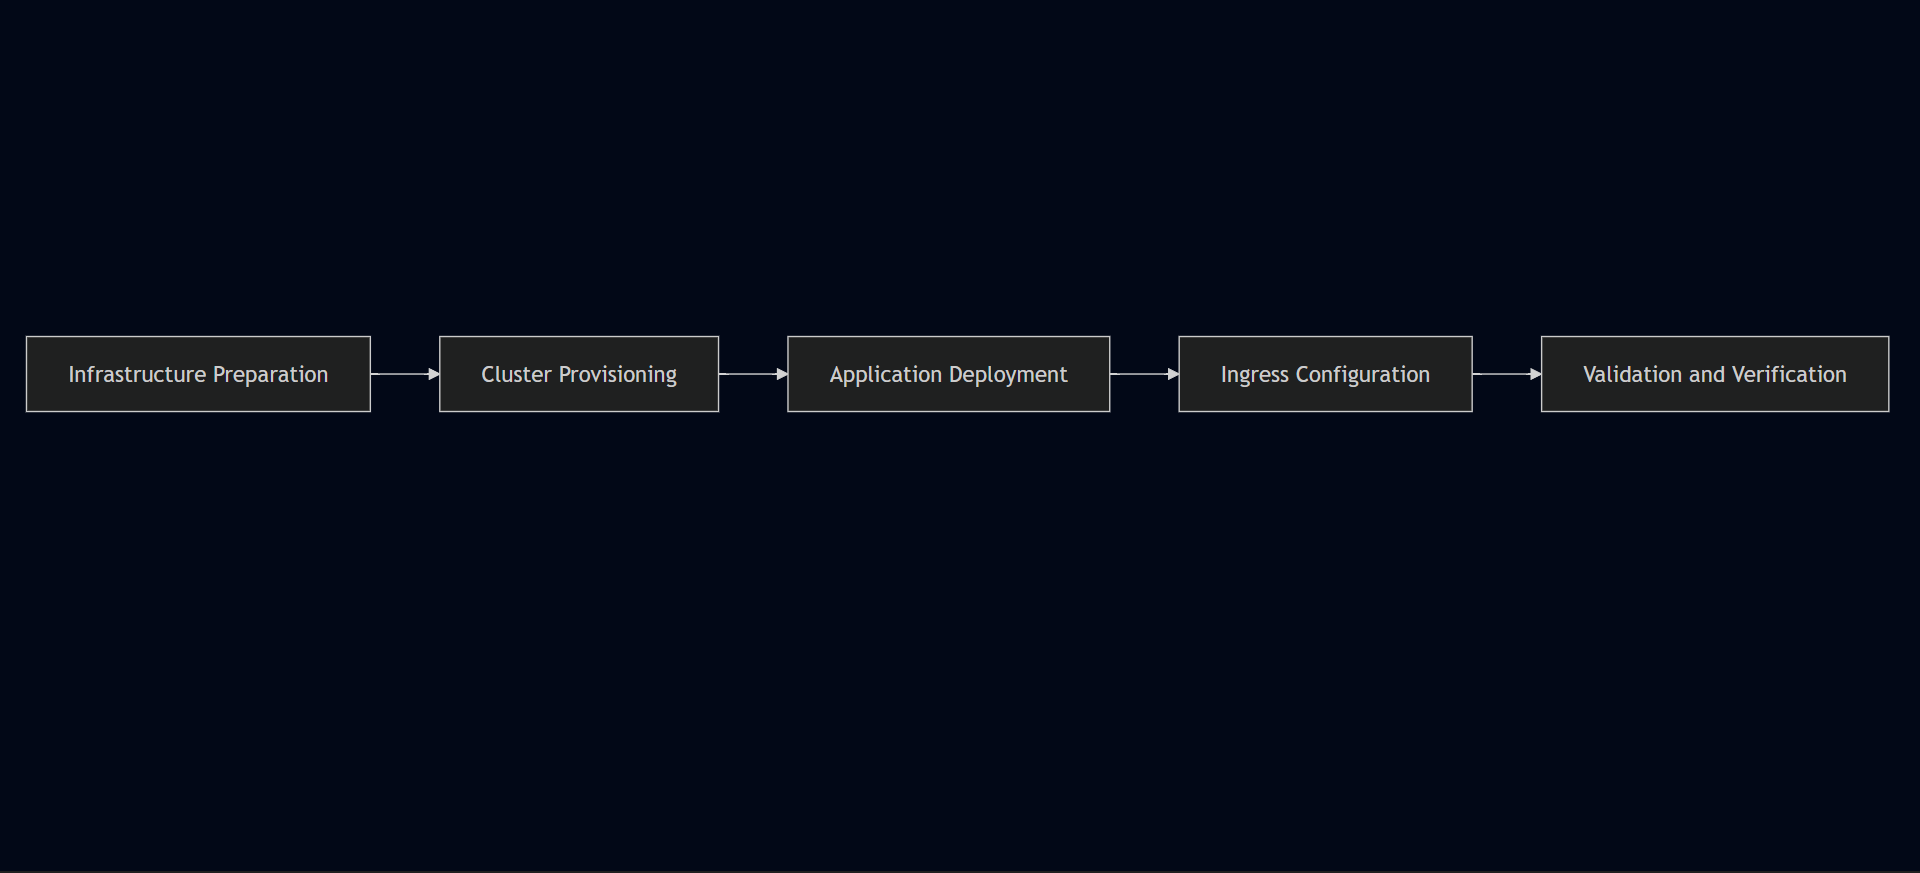 Infrastructure Preparation
Cluster Provisioning
Application Deployment
Ingress Configuration
Validation and Verification